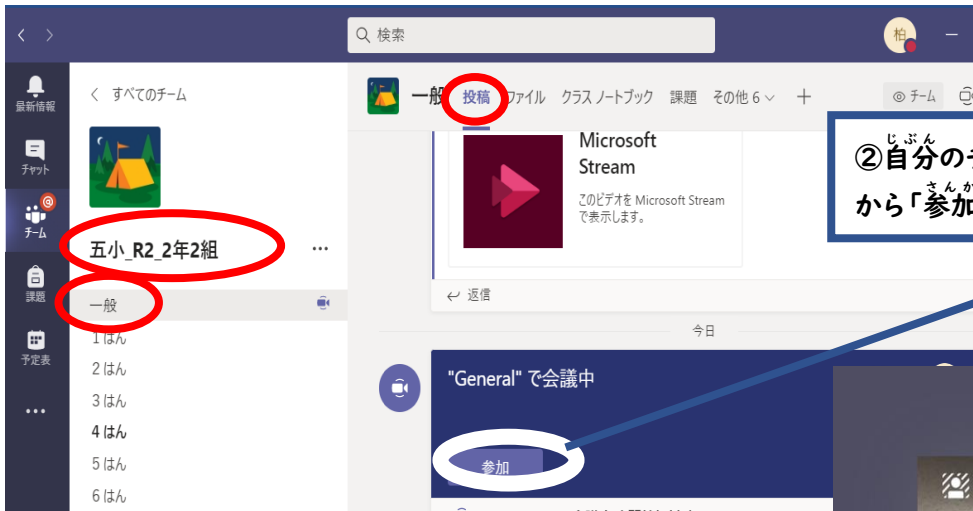 検索
柏
最新情報
チャット
チーム
課題
予定表
すべてのチーム
五小_R2_2年2組
一般
1 はん
2 はん
3 はん
4 はん
5 はん
6 はん
一般 投稿 ファイル クラス ノートブック 課題 その他 6
チーム
Microsoft
Stream
このビデオを Microsoft Stream
で表示します。
返信
今日
"General" で会議中
参加
じぶん
②自分の
さんか
から「参加